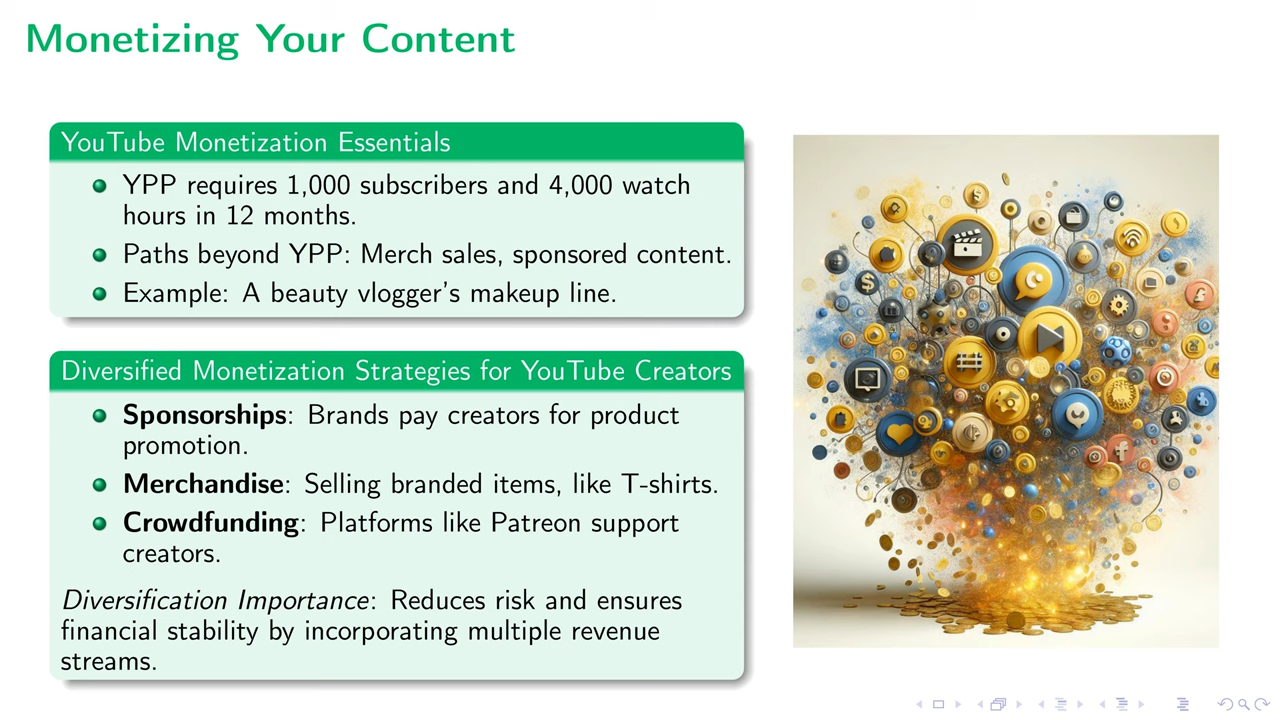 Monetizing Your Content
YouTube Monetization Essentials
YPP requires 1,000 subscribers and 4,000 watch
hours in 12 months.
Paths beyond YPP: Merch sales, sponsored content.
Example: A beauty vlogger's makeup line.
Diversified Monetization Strategies for YouTube Creators
Sponsorships: Brands pay creators for product
promotion.
Merchandise: Selling branded items, like T-shirts.
Crowdfunding: Platforms like Patreon support
creators.
Diversification Importance: Reduces risk and ensures
financial stability by incorporating multiple revenue
streams.